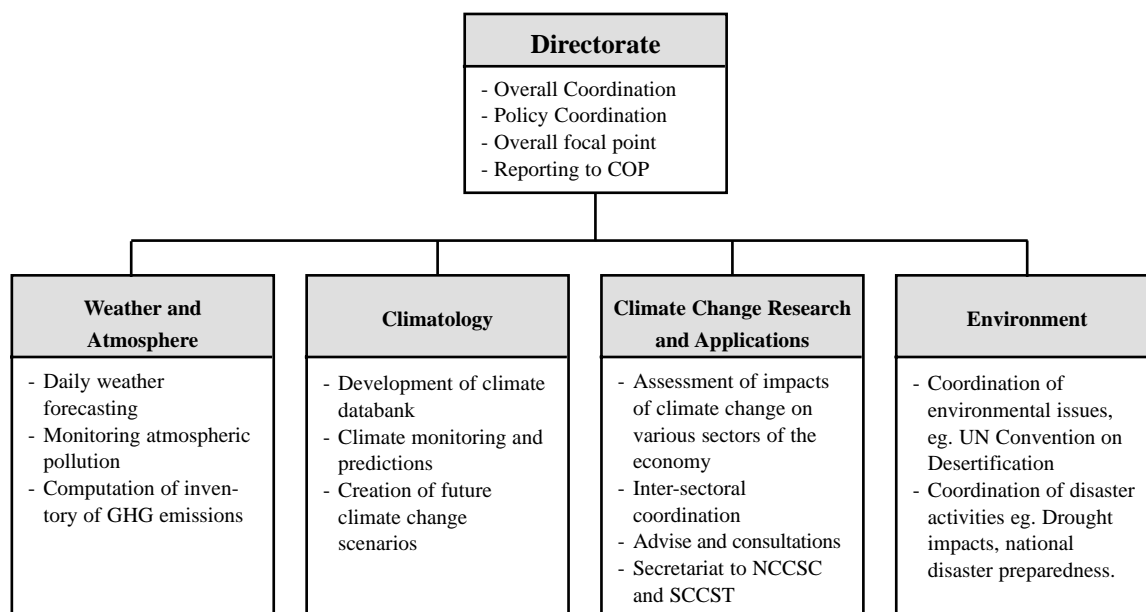 Directorate
- Overall Coordination
- Policy Coordination
- Overall focal point
- Reporting to COP
Weather and
Atmosphere
- Daily weather
forecasting
- Monitoring atmospheric
pollution
- Computation of inven-
tory of GHG emissions
Climatology
- Development of climate
databank
- Climate monitoring and
predictions
- Creation of future
climate change
scenarios
Climate Change Research
and Applications
- Assessment of impacts
of climate change on
various sectors of the
economy
- Inter-sectoral
coordination
- Advise and consultations
- Secretariat to NCCSC
and SCCST
Environment
- Coordination of
environmental issues,
eg. UN Convention on
Desertification
- Coordination of disaster
activities eg. Drought
impacts, national
disaster preparedness.